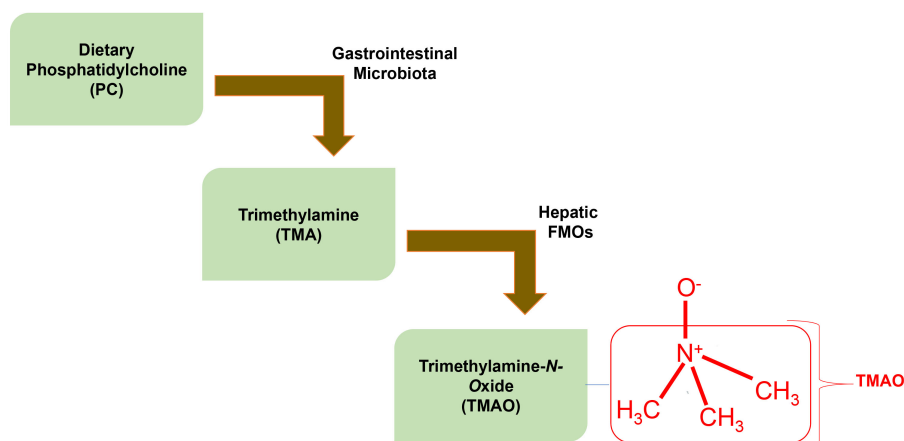 Dietary
Phosphatidylcholine
(PC)
Gastrointestinal
Microbiota
Trimethylamine
(TMA)
Hepatic
FMOs
Trimethylamine-N-
Oxide
(TMAO)
O-
N+
H3C
CH3
CH3
TMAO